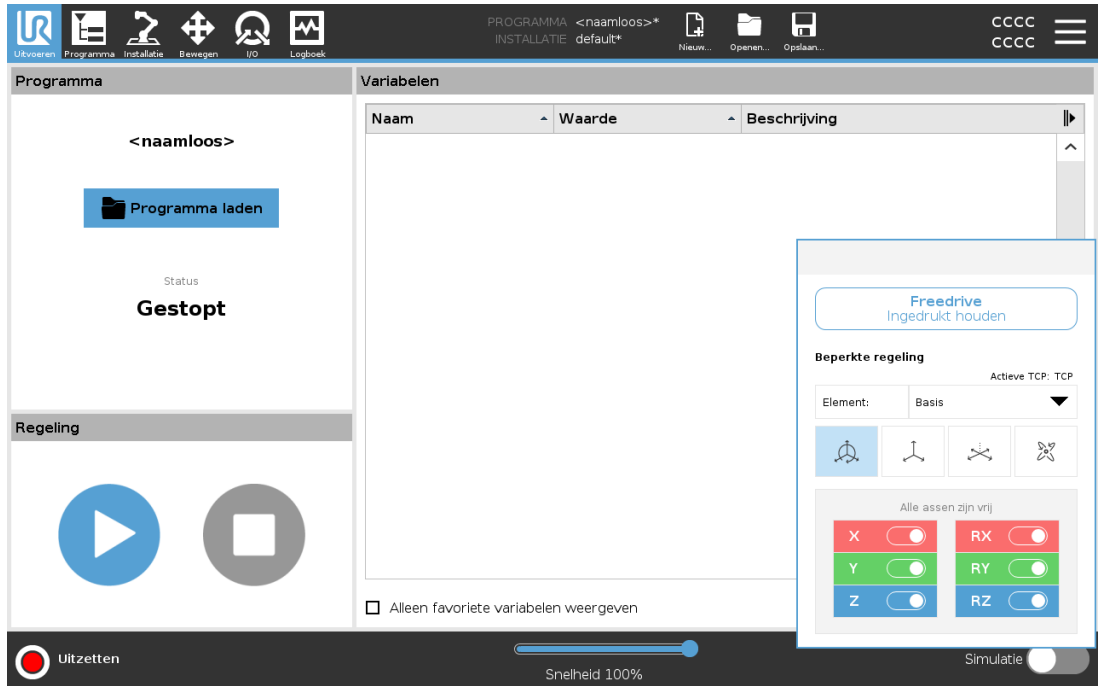 PROGRAMMA <naamloos>*
INSTALLATIE default*
CCCC
CCCC
Uitvoeren Programma Installatie Bewegen I/O Logboek
Nieuw... Openen... Opslaan...
Programma
<naamloos>
Programma laden
Status
Gestopt
Regeling
Variabelen
Naam Waarde Beschrijving
Alleen favoriete variabelen weergeven
Freedrive
Ingedrukt houden
Beperkte regeling
Actieve TCP: TCP
Element: Basis
Alle assen zijn vrij
X RX
Y RY
Z RZ
Uitzetten
Snelheid 100%
Simulatie